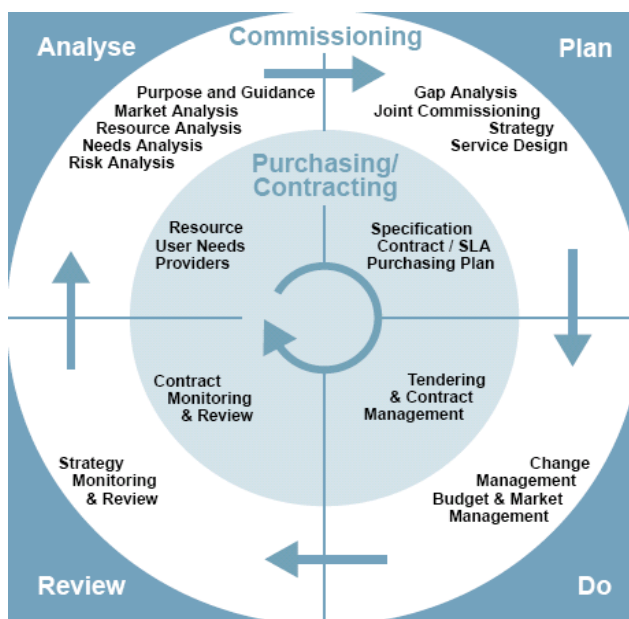 Analyse
Commissioning
Plan
Purpose and Guidance
Market Analysis
Resource Analysis
Needs Analysis
Risk Analysis
Gap Analysis
Joint Commissioning
Strategy
Service Design
Purchasing/
Contracting
Resource
User Needs
Providers
Specification
Contract / SLA
Purchasing Plan
Contract
Monitoring
& Review
Tendering
& Contract
Management
Strategy
Monitoring
& Review
Change
Management
Budget & Market
Management
Review
Do